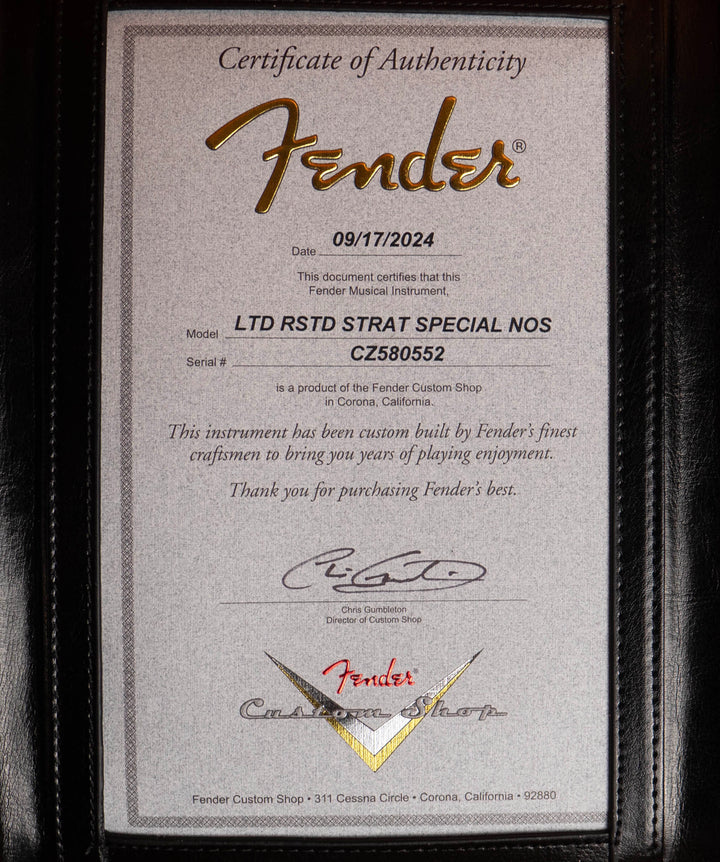 Certificate of Authenticity
Fender®
Date 09/17/2024
This document certifies that this
Fender Musical Instrument,
Model LTD RSTD STRAT SPECIAL NOS
Serial # CZ580552
is a product of the Fender Custom Shop
in Corona, California.
This instrument has been custom built by Fender's finest
craftsmen to bring you years of playing enjoyment.
Thank you for purchasing Fender's best.
Chris Gumbleton
Director of Custom Shop
Fender®
Custom Shop
Fender Custom Shop • 311 Cessna Circle • Corona, California • 92880